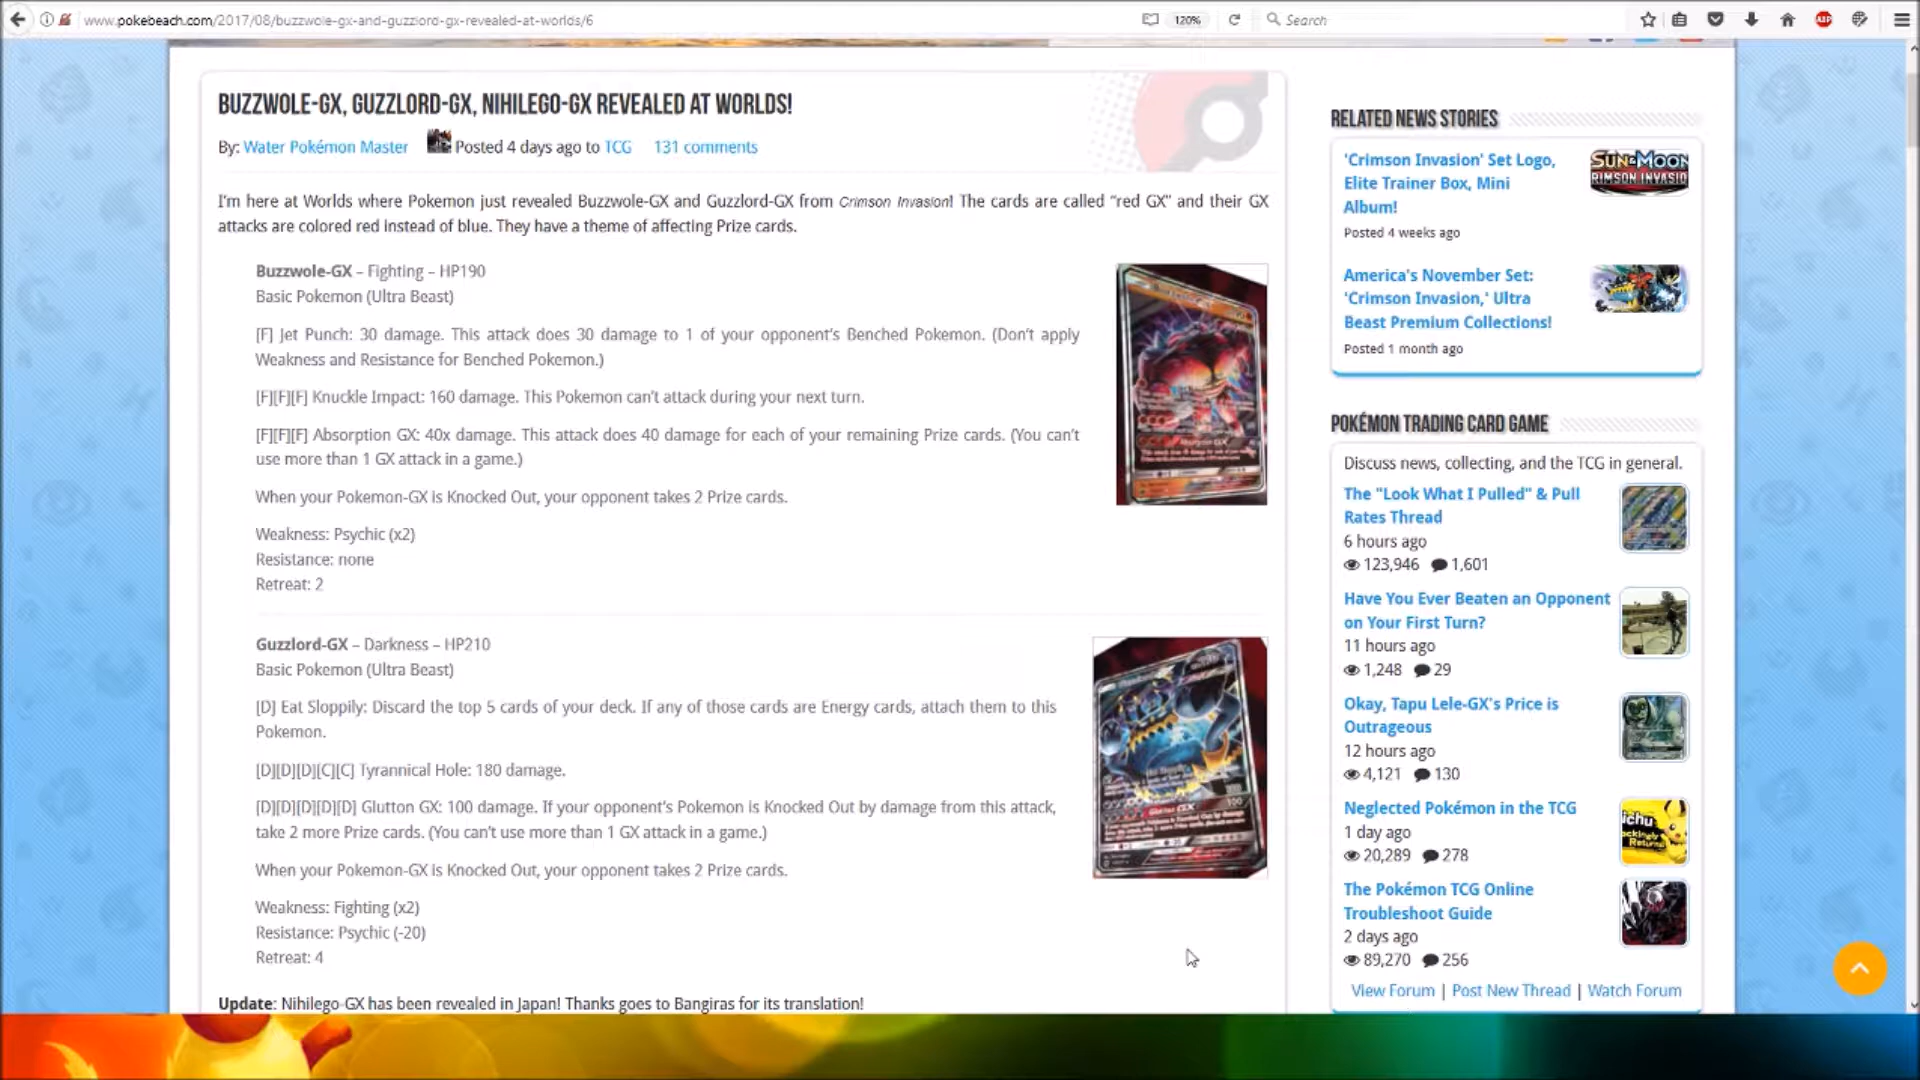 www.pokebeach.com/2017/08/buzzwole-gx-and-guzzlord-gx-revealed-at-worlds/6
120%
Search
ABP
BUZZWOLE-GX, GUZZLORD-GX, NIHILEGO-GX REVEALED AT WORLDS!
By: Water Pokémon Master Posted 4 days ago to TCG 131 comments
I'm here at Worlds where Pokemon just revealed Buzzwole-GX and Guzzlord-GX from Crimson Invasion! The cards are called “red GX” and their GX
attacks are colored red instead of blue. They have a theme of affecting Prize cards.
Buzzwole-GX – Fighting – HP190
Basic Pokemon (Ultra Beast)
[F] Jet Punch: 30 damage. This attack does 30 damage to 1 of your opponent's Benched Pokemon. (Don't apply
Weakness and Resistance for Benched Pokemon.)
[F][F][F] Knuckle Impact: 160 damage. This Pokemon can't attack during your next turn.
[F][F][F] Absorption GX: 40x damage. This attack does 40 damage for each of your remaining Prize cards. (You can't
use more than 1 GX attack in a game.)
When your Pokemon-GX is Knocked Out, your opponent takes 2 Prize cards.
Weakness: Psychic (x2)
Resistance: none
Retreat: 2
Guzzlord-GX – Darkness – HP210
Basic Pokemon (Ultra Beast)
[D] Eat Sloppily: Discard the top 5 cards of your deck. If any of those cards are Energy cards, attach them to this
Pokemon.
[D][D][D][C][C] Tyrannical Hole: 180 damage.
[D][D][D][D][D] Glutton GX: 100 damage. If your opponent's Pokemon is Knocked Out by damage from this attack,
take 2 more Prize cards. (You can't use more than 1 GX attack in a game.)
When your Pokemon-GX is Knocked Out, your opponent takes 2 Prize cards.
Weakness: Fighting (x2)
Resistance: Psychic (-20)
Retreat: 4
Update: Nihilego-GX has been revealed in Japan! Thanks goes to Bangiras for its translation!
RELATED NEWS STORIES
'Crimson Invasion' Set Logo,
Elite Trainer Box, Mini
Album!
Posted 4 weeks ago
SUN & MOON
CRIMSON INVASION
America's November Set:
'Crimson Invasion,' Ultra
Beast Premium Collections!
Posted 1 month ago
POKÉMON TRADING CARD GAME
Discuss news, collecting, and the TCG in general.
The "Look What I Pulled" & Pull
Rates Thread
6 hours ago
123,946 1,601
Have You Ever Beaten an Opponent
on Your First Turn?
11 hours ago
1,248 29
Okay, Tapu Lele-GX's Price is
Outrageous
12 hours ago
4,121 130
Neglected Pokémon in the TCG
1 day ago
20,289 278
The Pokémon TCG Online
Troubleshoot Guide
2 days ago
89,270 256
View Forum | Post New Thread | Watch Forum